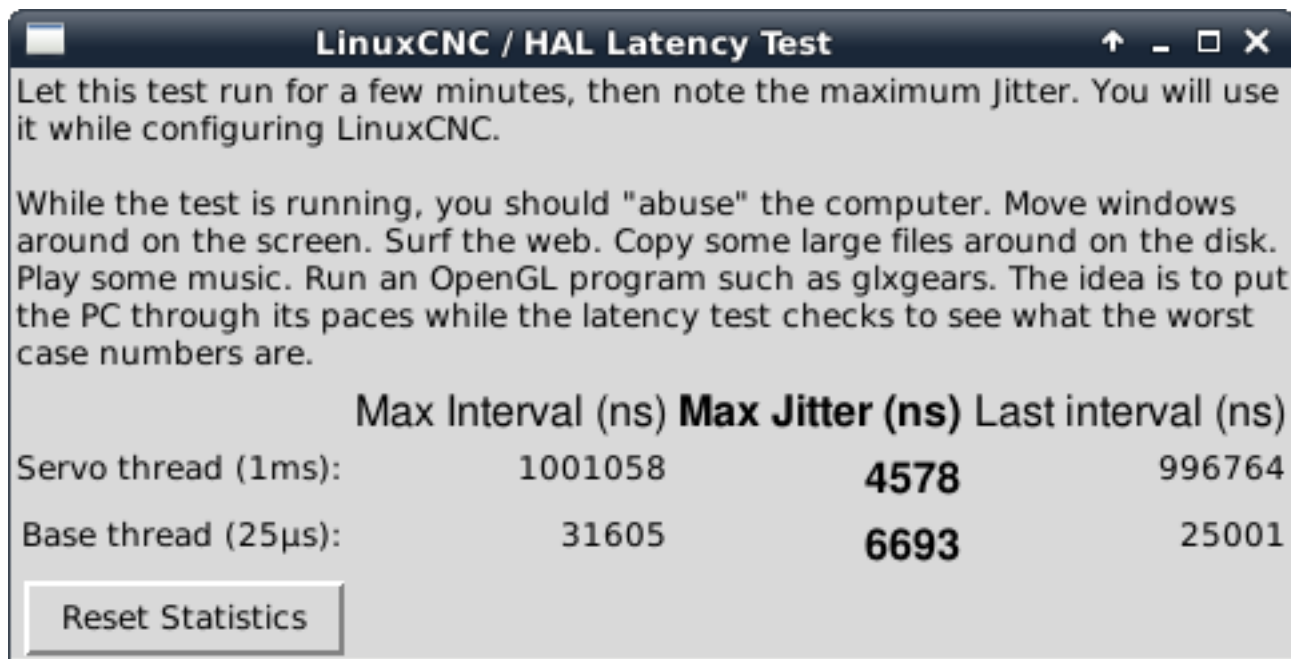 LinuxCNC / HAL Latency Test
Let this test run for a few minutes, then note the maximum Jitter. You will use
it while configuring LinuxCNC.
While the test is running, you should "abuse" the computer. Move windows
around on the screen. Surf the web. Copy some large files around on the disk.
Play some music. Run an OpenGL program such as glxgears. The idea is to put
the PC through its paces while the latency test checks to see what the worst
case numbers are.
Max Interval (ns) Max Jitter (ns) Last interval (ns)
Servo thread (1ms): 1001058 4578 996764
Base thread (25µs): 31605 6693 25001
Reset Statistics